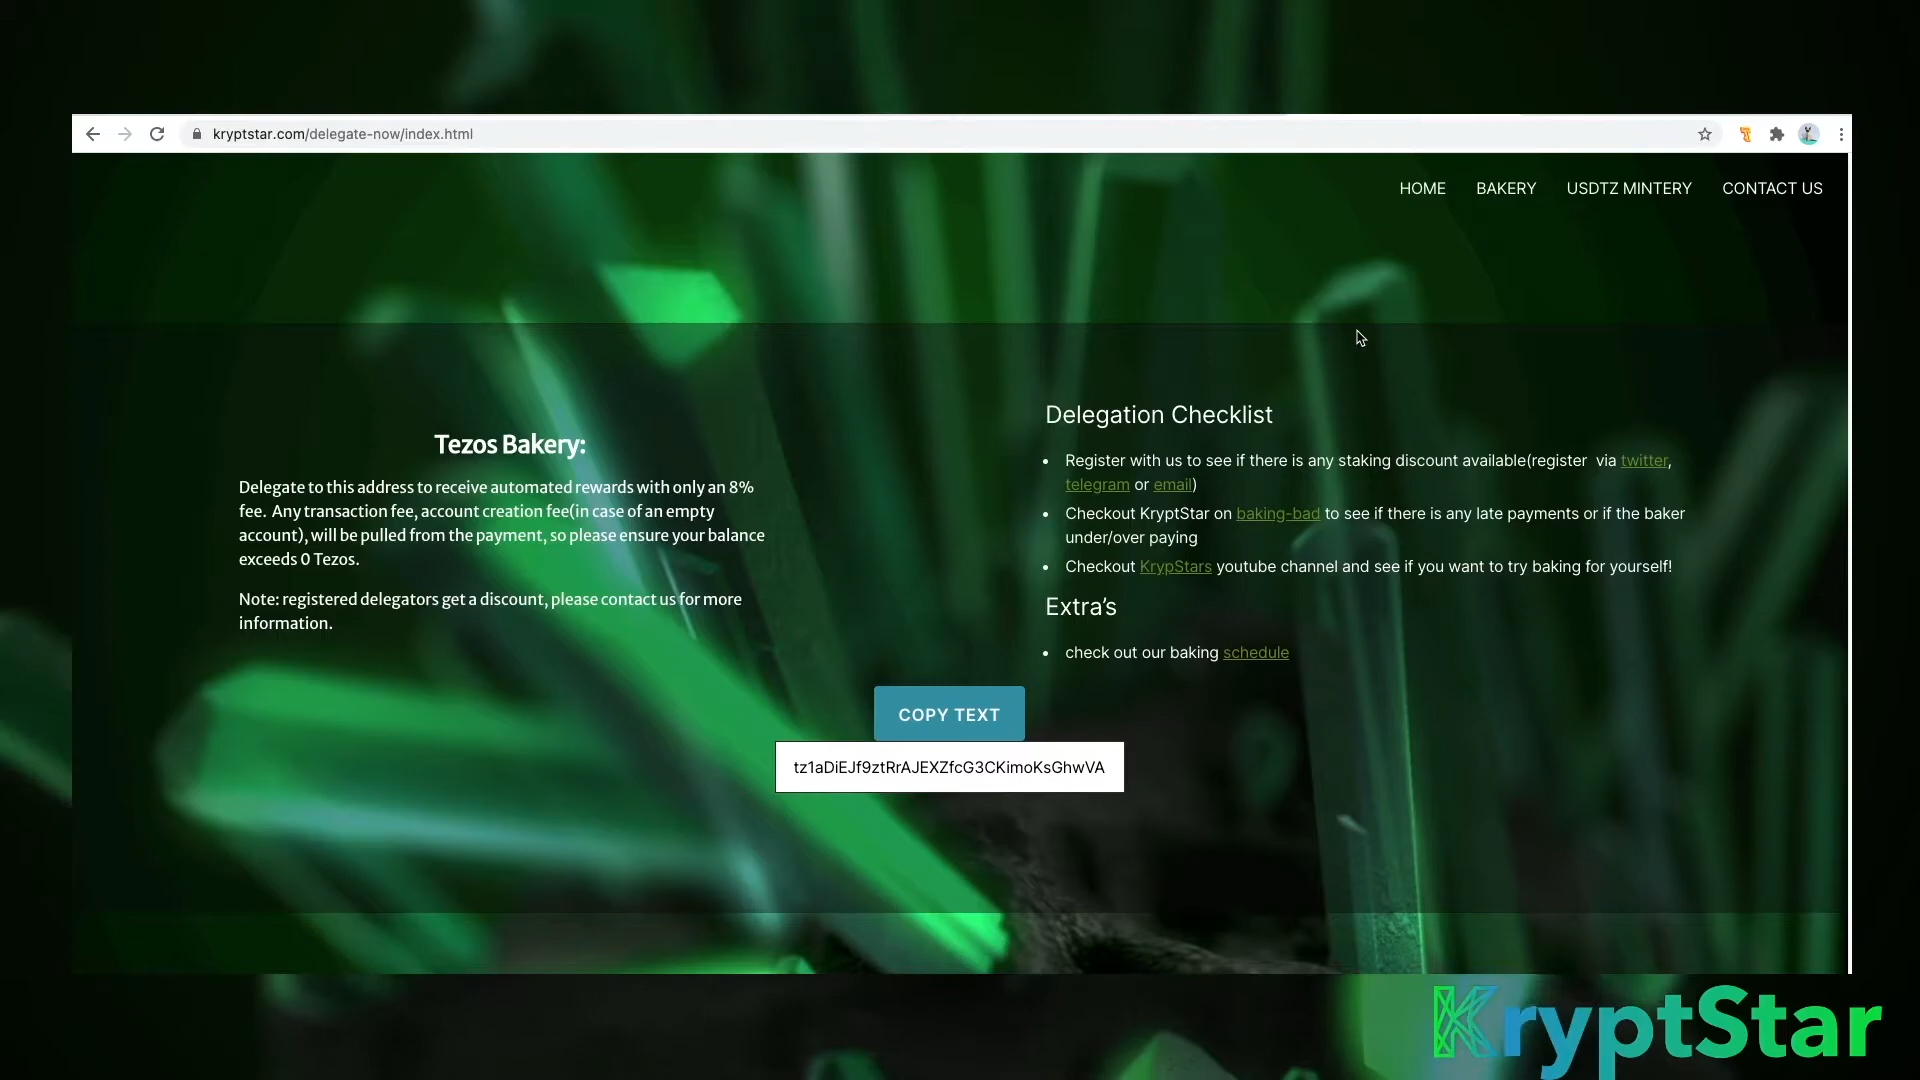 kryptstar.com/delegate-now/index.html
HOME BAKERY USDTZ MINTERY CONTACT US
Tezos Bakery:
Delegate to this address to receive automated rewards with only an 8%
fee. Any transaction fee, account creation fee(in case of an empty
account), will be pulled from the payment, so please ensure your balance
exceeds 0 Tezos.
Note: registered delegators get a discount, please contact us for more
information.
Delegation Checklist
• Register with us to see if there is any staking discount available(register via twitter,
telegram or email)
• Checkout KryptStar on baking-bad to see if there is any late payments or if the baker
under/over paying
• Checkout KrypStars youtube channel and see if you want to try baking for yourself!
Extra’s
• check out our baking schedule
COPY TEXT
tz1aDiEJf9ztRrAJEXZfcG3CKimoKsGhwVA
KryptStar